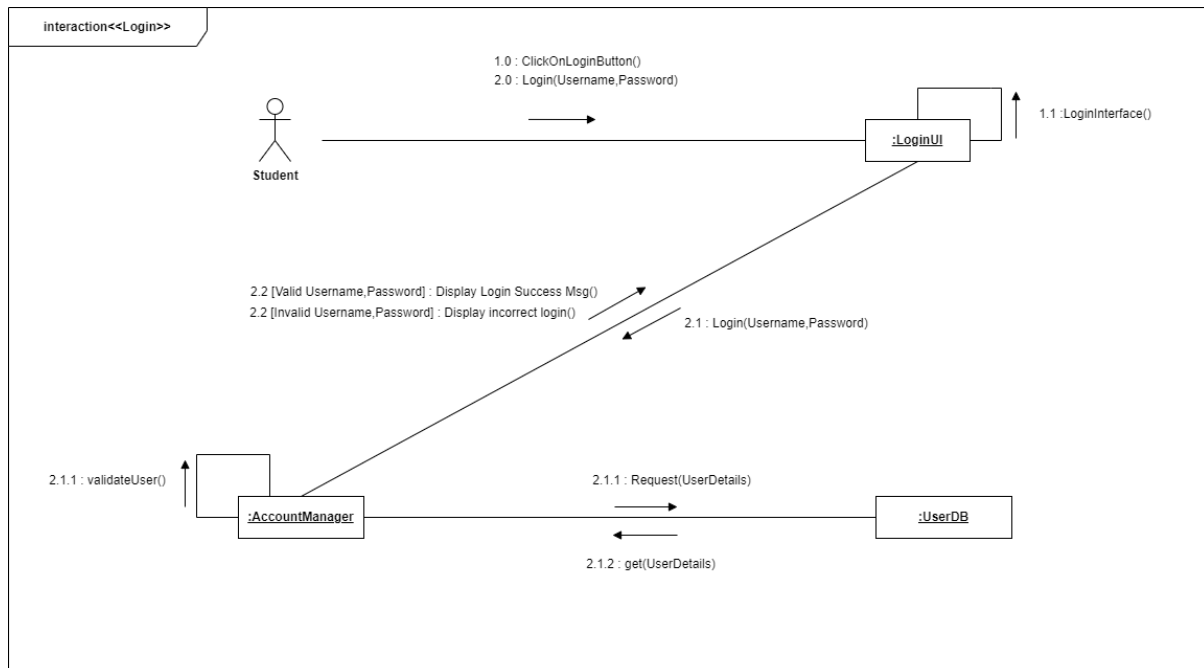 interaction<<Login>>
1.0 : ClickOnLoginButton()
2.0 : Login(Username,Password)
1.1 :LoginInterface()
:LoginUI
Student
2.2 [Valid Username,Password] : Display Login Success Msg()
2.2 [Invalid Username,Password] : Display incorrect login()
2.1 : Login(Username,Password)
2.1.1 : validateUser()
2.1.1 : Request(UserDetails)
:AccountManager
:UserDB
2.1.2 : get(UserDetails)